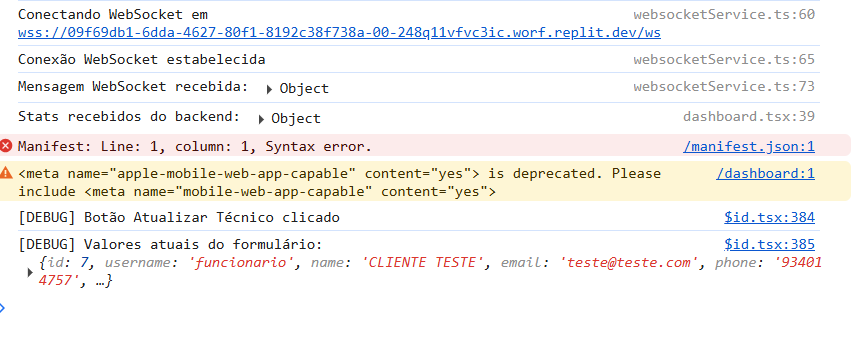 Conectando WebSocket em websocketService.ts:60
wss://09f69db1-6dda-4627-80f1-8192c38f738a-00-248q11vfvc3ic.worf.replit.dev/ws
Conexão WebSocket estabelecida websocketService.ts:65
Mensagem WebSocket recebida: ▶ Object websocketService.ts:73
Stats recebidos do backend: ▶ Object dashboard.tsx:39
Manifest: Line: 1, column: 1, Syntax error. /manifest.json:1
<meta name="apple-mobile-web-app-capable" content="yes"> is deprecated. Please /dashboard:1
include <meta name="mobile-web-app-capable" content="yes">
[DEBUG] Botão Atualizar Técnico clicado $id.tsx:384
[DEBUG] Valores atuais do formulário: $id.tsx:385
{id: 7, username: 'funcionario', name: 'CLIENTE TESTE', email: 'teste@teste.com', phone: '93401
4757', …}